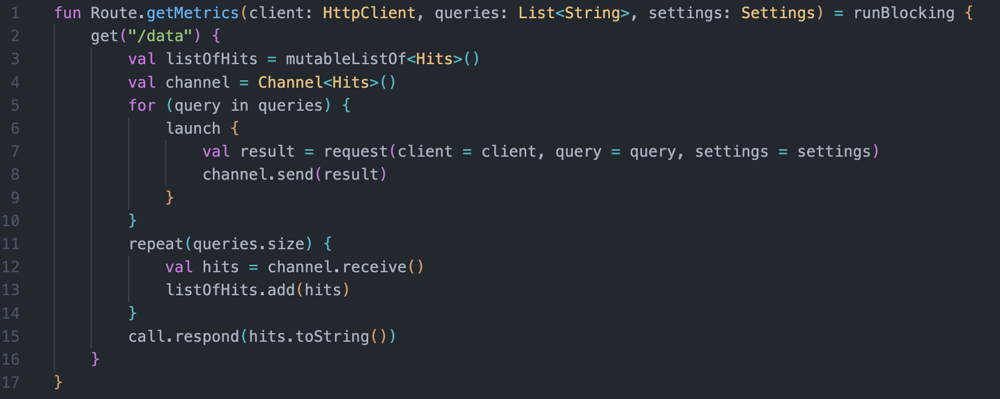 1 fun Route.getMetrics(client: HttpClient, queries: List<String>, settings: Settings) = runBlocking {
2 get("/data") {
3 val listOfHits = mutableListOf<Hits>()
4 val channel = Channel<Hits>()
5 for (query in queries) {
6 launch {
7 val result = request(client = client, query = query, settings = settings)
8 channel.send(result)
9 }
10 }
11 repeat(queries.size) {
12 val hits = channel.receive()
13 listOfHits.add(hits)
14 }
15 call.respond(hits.toString())
16 }
17 }